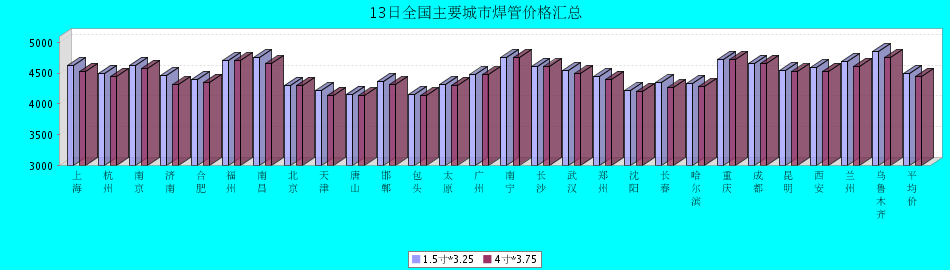 13日全国主要城市焊管价格汇总
5000
4500
4000
3500
3000
上海 杭州 南京 济南 合肥 福州 南昌 北京 天津 唐山 邯郸 包头 太原 广州 南宁 长沙 武汉 郑州 沈阳 长春 哈尔滨 重庆 成都 昆明 西安 兰州 乌鲁木齐 平均价
1.5寸*3.25 4寸*3.75